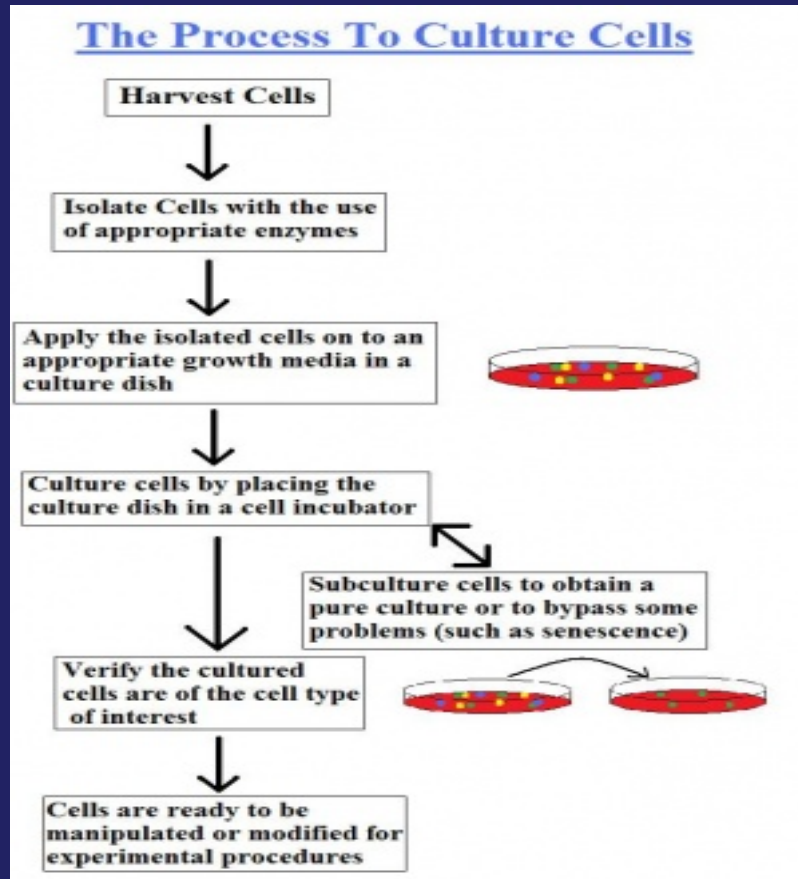 The Process To Culture Cells
Harvest Cells
Isolate Cells with the use
of appropriate enzymes
Apply the isolated cells on to an
appropriate growth media in a
culture dish
Culture cells by placing the
culture dish in a cell incubator
Subculture cells to obtain a
pure culture or to bypass some
problems (such as senescence)
Verify the cultured
cells are of the cell type
of interest
Cells are ready to be
manipulated or modified for
experimental procedures